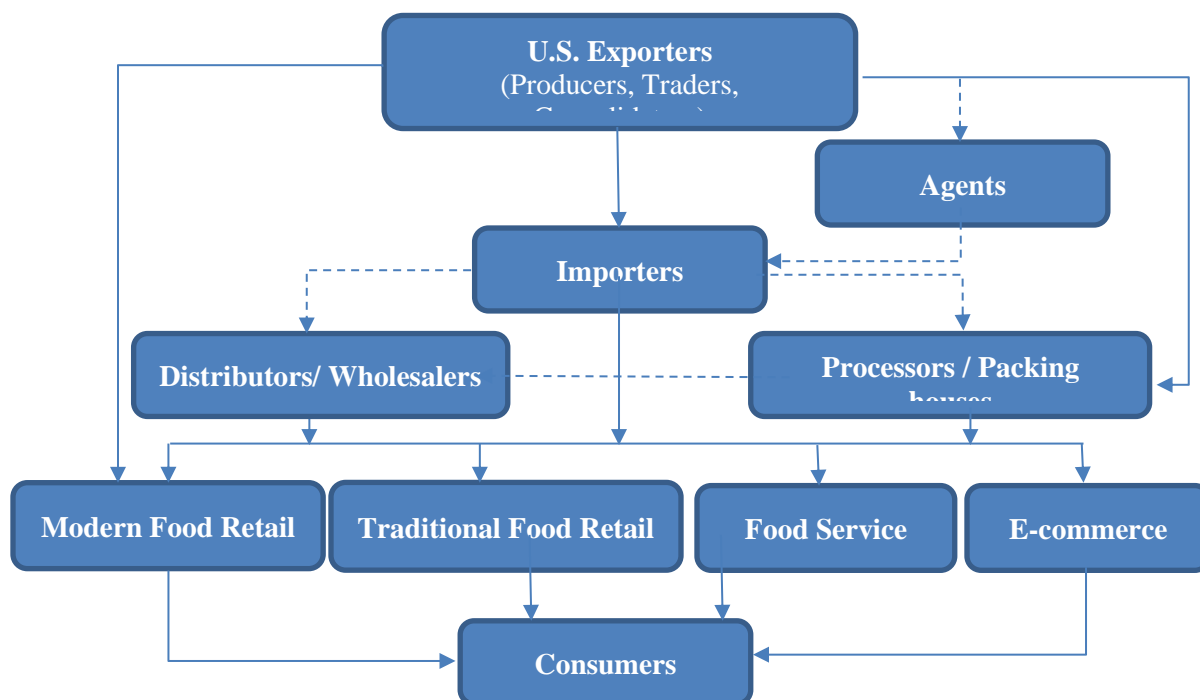 U.S. Exporters
(Producers, Traders,
Agents
Importers
Distributors/ Wholesalers
Processors / Packing
houses
Modern Food Retail
Traditional Food Retail
Food Service
E-commerce
Consumers